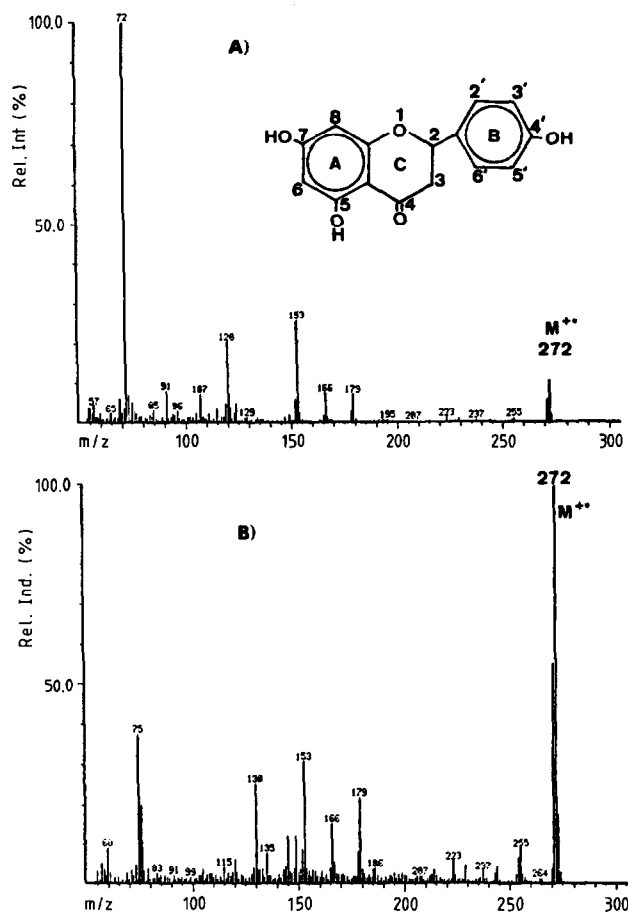 100.0
72
A)
Rel. Int (%)
50.0
2' 3'
8 1 4' OH
HO 7 O 2 B
A C
6 3 6' 5'
5 4
O O
H
M+•
272
57 65 85 91 96 107 120 129 153 166 179 195 207 223 237 255
m/z 100 150 200 250 300
100.0
272
M+•
B)
Rel. Ind. (%)
50.0
75
60 83 91 99 115 130 135 153 166 179 186 207 223 237 255 264
m/z 100 150 200 250 300